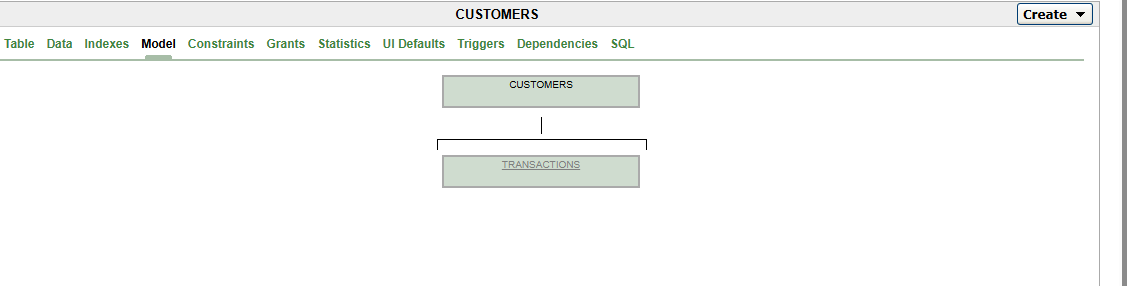 CUSTOMERS
Create
Table Data Indexes Model Constraints Grants Statistics UI Defaults Triggers Dependencies SQL
CUSTOMERS
TRANSACTIONS